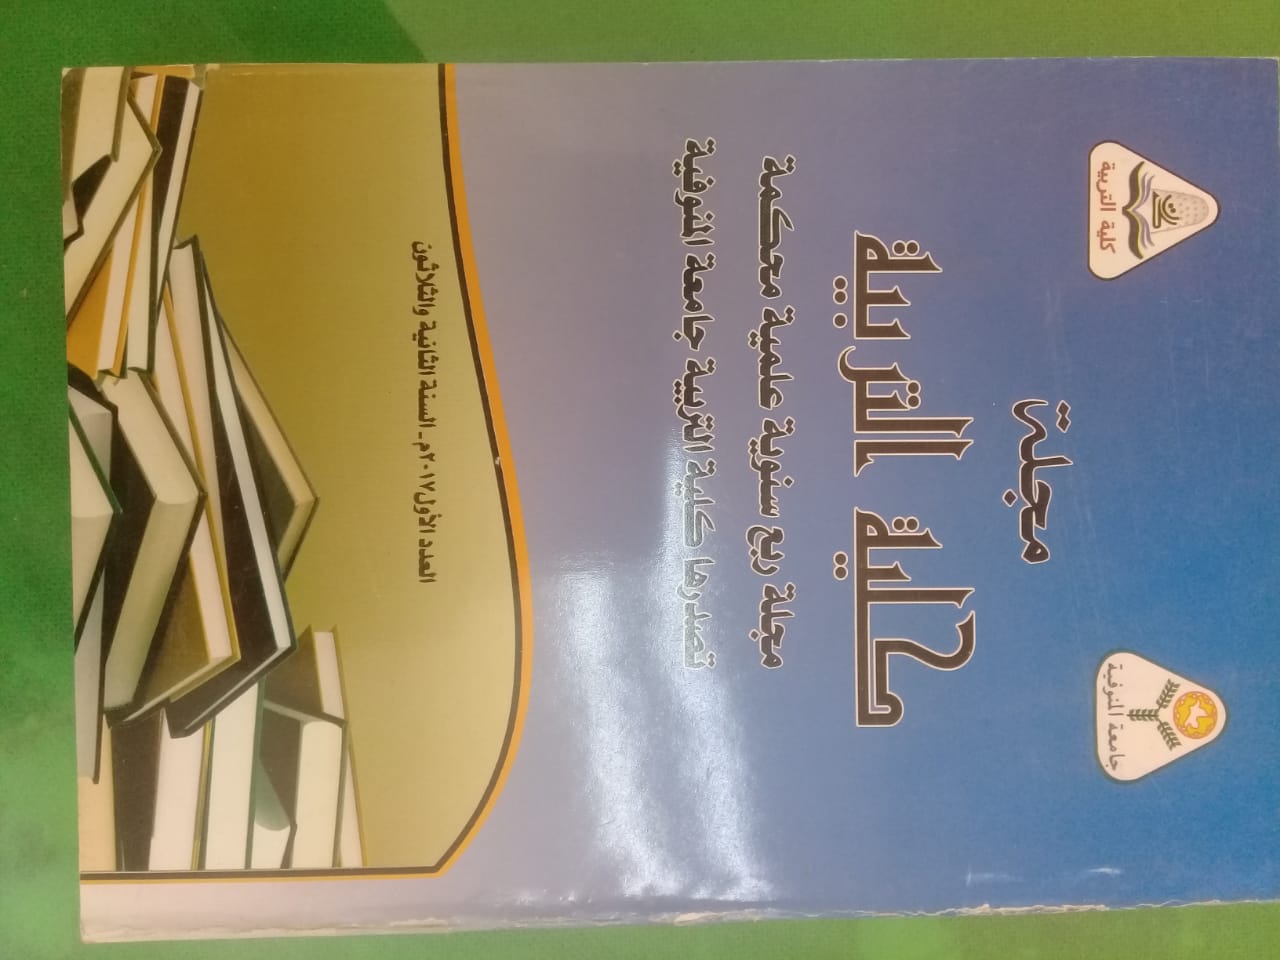 جامعة المنوفية
كلية التربية
مجلة
كلية التربية
مجلة ربع سنوية علمية محكمة
تصدرها كلية التربية جامعة المنوفية
العدد الأول ٢٠١٧م - السنة الثانية والثلاثون